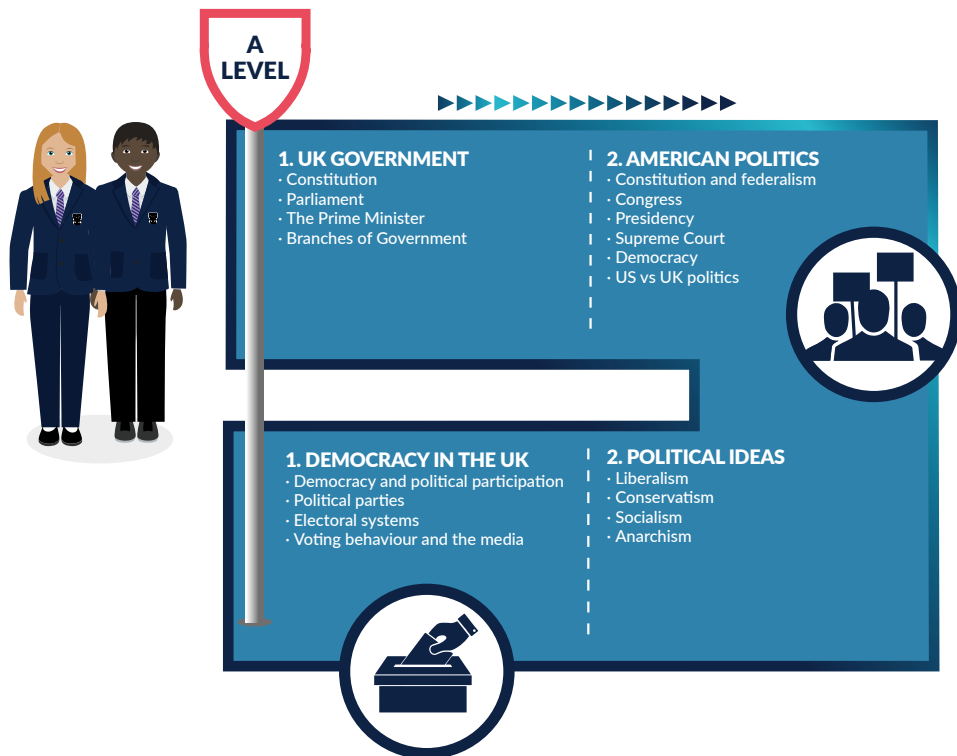 A
LEVEL
1. UK GOVERNMENT
· Constitution
· Parliament
· The Prime Minister
· Branches of Government
2. AMERICAN POLITICS
· Constitution and federalism
· Congress
· Presidency
· Supreme Court
· Democracy
· US vs UK politics
1. DEMOCRACY IN THE UK
· Democracy and political participation
· Political parties
· Electoral systems
· Voting behaviour and the media
2. POLITICAL IDEAS
· Liberalism
· Conservatism
· Socialism
· Anarchism